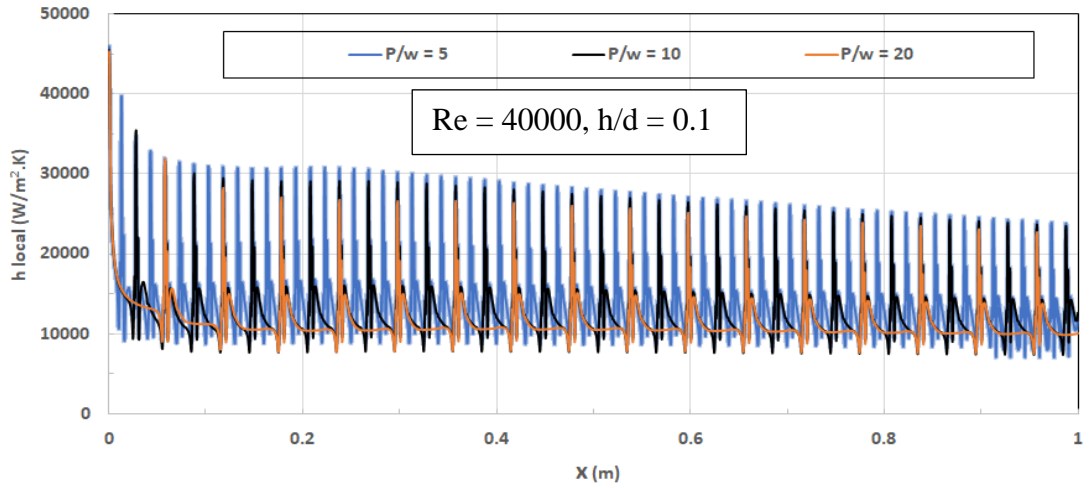 50000
P/w = 5 P/w = 10 P/w = 20
40000
Re = 40000, h/d = 0.1
30000
h local (W/m².K)
20000
10000
0
0 0.2 0.4 0.6 0.8 1
X (m)